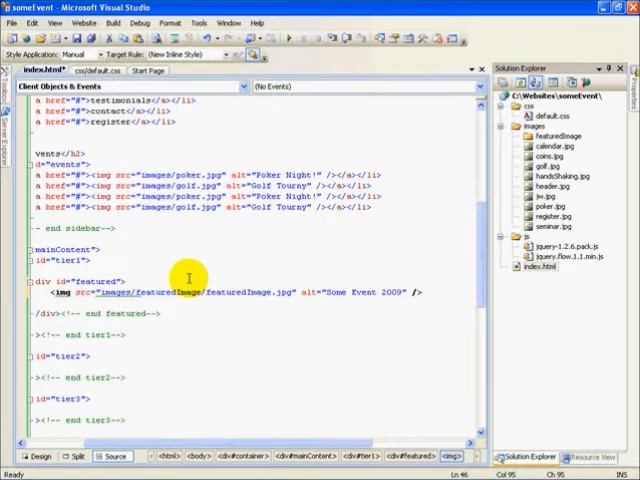 someEvent - Microsoft Visual Studio
File Edit View Website Build Debug Format Tools Window Help
Style Application: Manual Target Rule: (New Inline Style)
index.html* css/default.css Start Page
Client Objects & Events (No Events)
a href="#">testimonials</a></li>
a href="#">contact</a></li>
a href="#">register</a></li>
vents</h2>
d="events">
a href="#"><img src="images/poker.jpg" alt="Poker Night!" /></a></li>
a href="#"><img src="images/golf.jpg" alt="Golf Tourny" /></a></li>
a href="#"><img src="images/poker.jpg" alt="Poker Night!" /></a></li>
a href="#"><img src="images/golf.jpg" alt="Golf Tourny" /></a></li>
-- end sidebar-->
mainContent">
id="tier1">
div id="featured">
<img src="images/featuredImage/featuredImage.jpg" alt="Some Event 2009" />
/div><!-- end featured-->
><!-- end tier1-->
id="tier2">
><!-- end tier2-->
id="tier3">
><!-- end tier3-->
Design Split Source <html> <body> <div#container> <div#mainContent> <div#tier1> <div#featured> <img>
Ready Ln 62 Col 95 Ch 95
Toolbox
Server Explorer
Solution Explorer
C:\Websites\someEvent\
css
default.css
images
featuredImage
calendar.jpg
coins.jpg
golf.jpg
handsShaking.jpg
header.jpg
jw.jpg
poker.jpg
register.jpg
seminar.jpg
js
jquery-1.2.6.pack.js
jquery.flow.1.1.min.js
index.html
Solution Explorer Resource View
Properties